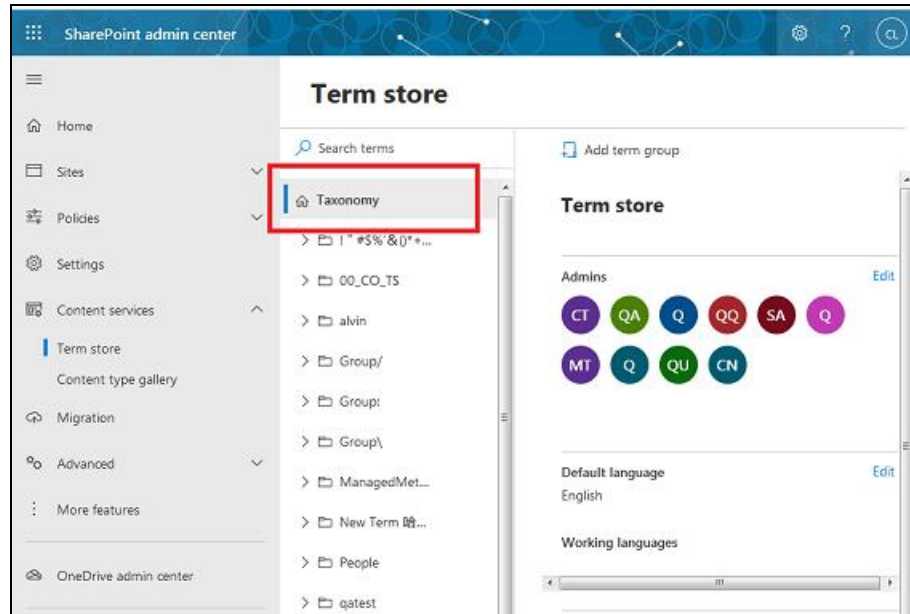 SharePoint admin center
?
CL
Home
Sites
Policies
Settings
Content services
Term store
Content type gallery
Migration
Advanced
More features
OneDrive admin center
Term store
Search terms
Taxonomy
! " #$%'&()*+...
00_CO_TS
alvin
Group/
Group:
Group\
ManagedMet...
New Term 哈...
People
qatest
Add term group
Term store
Admins
Edit
CT QA Q QQ SA Q
MT Q QU CN
Default language
Edit
English
Working languages